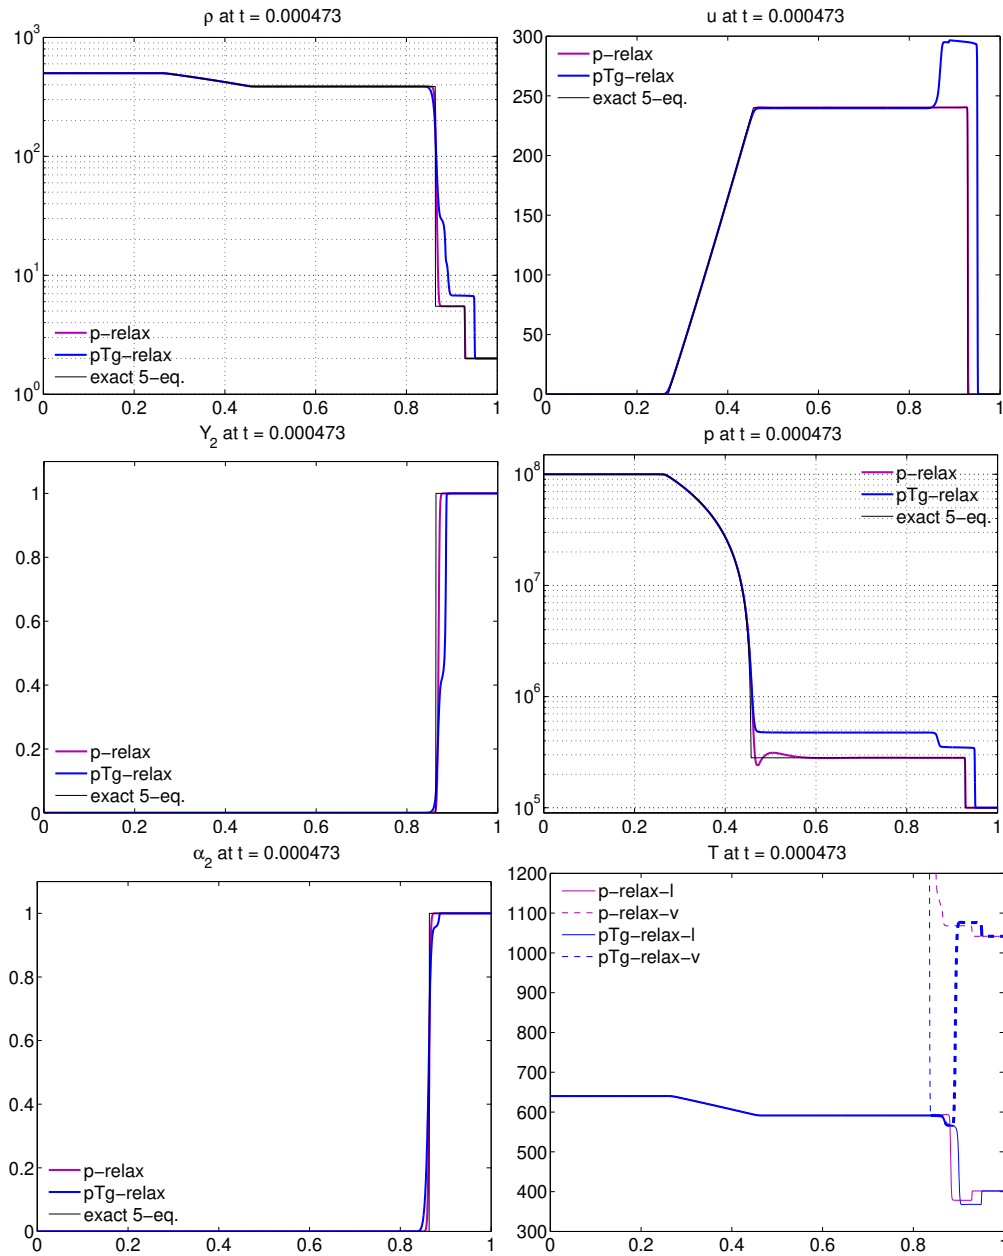 ρ at t = 0.000473
10^3
10^2
10^1
10^0
p-relax
pTg-relax
exact 5-eq.
0 0.2 0.4 0.6 0.8 1
u at t = 0.000473
300
250
200
150
100
50
0
p-relax
pTg-relax
exact 5-eq.
0 0.2 0.4 0.6 0.8 1
Y_2 at t = 0.000473
1
0.8
0.6
0.4
0.2
0
p-relax
pTg-relax
exact 5-eq.
0 0.2 0.4 0.6 0.8 1
p at t = 0.000473
10^8
10^7
10^6
10^5
p-relax
pTg-relax
exact 5-eq.
0 0.2 0.4 0.6 0.8 1
α_2 at t = 0.000473
1
0.8
0.6
0.4
0.2
0
p-relax
pTg-relax
exact 5-eq.
0 0.2 0.4 0.6 0.8 1
T at t = 0.000473
1200
1100
1000
900
800
700
600
500
400
300
p-relax-l
p-relax-v
pTg-relax-l
pTg-relax-v
0 0.2 0.4 0.6 0.8 1